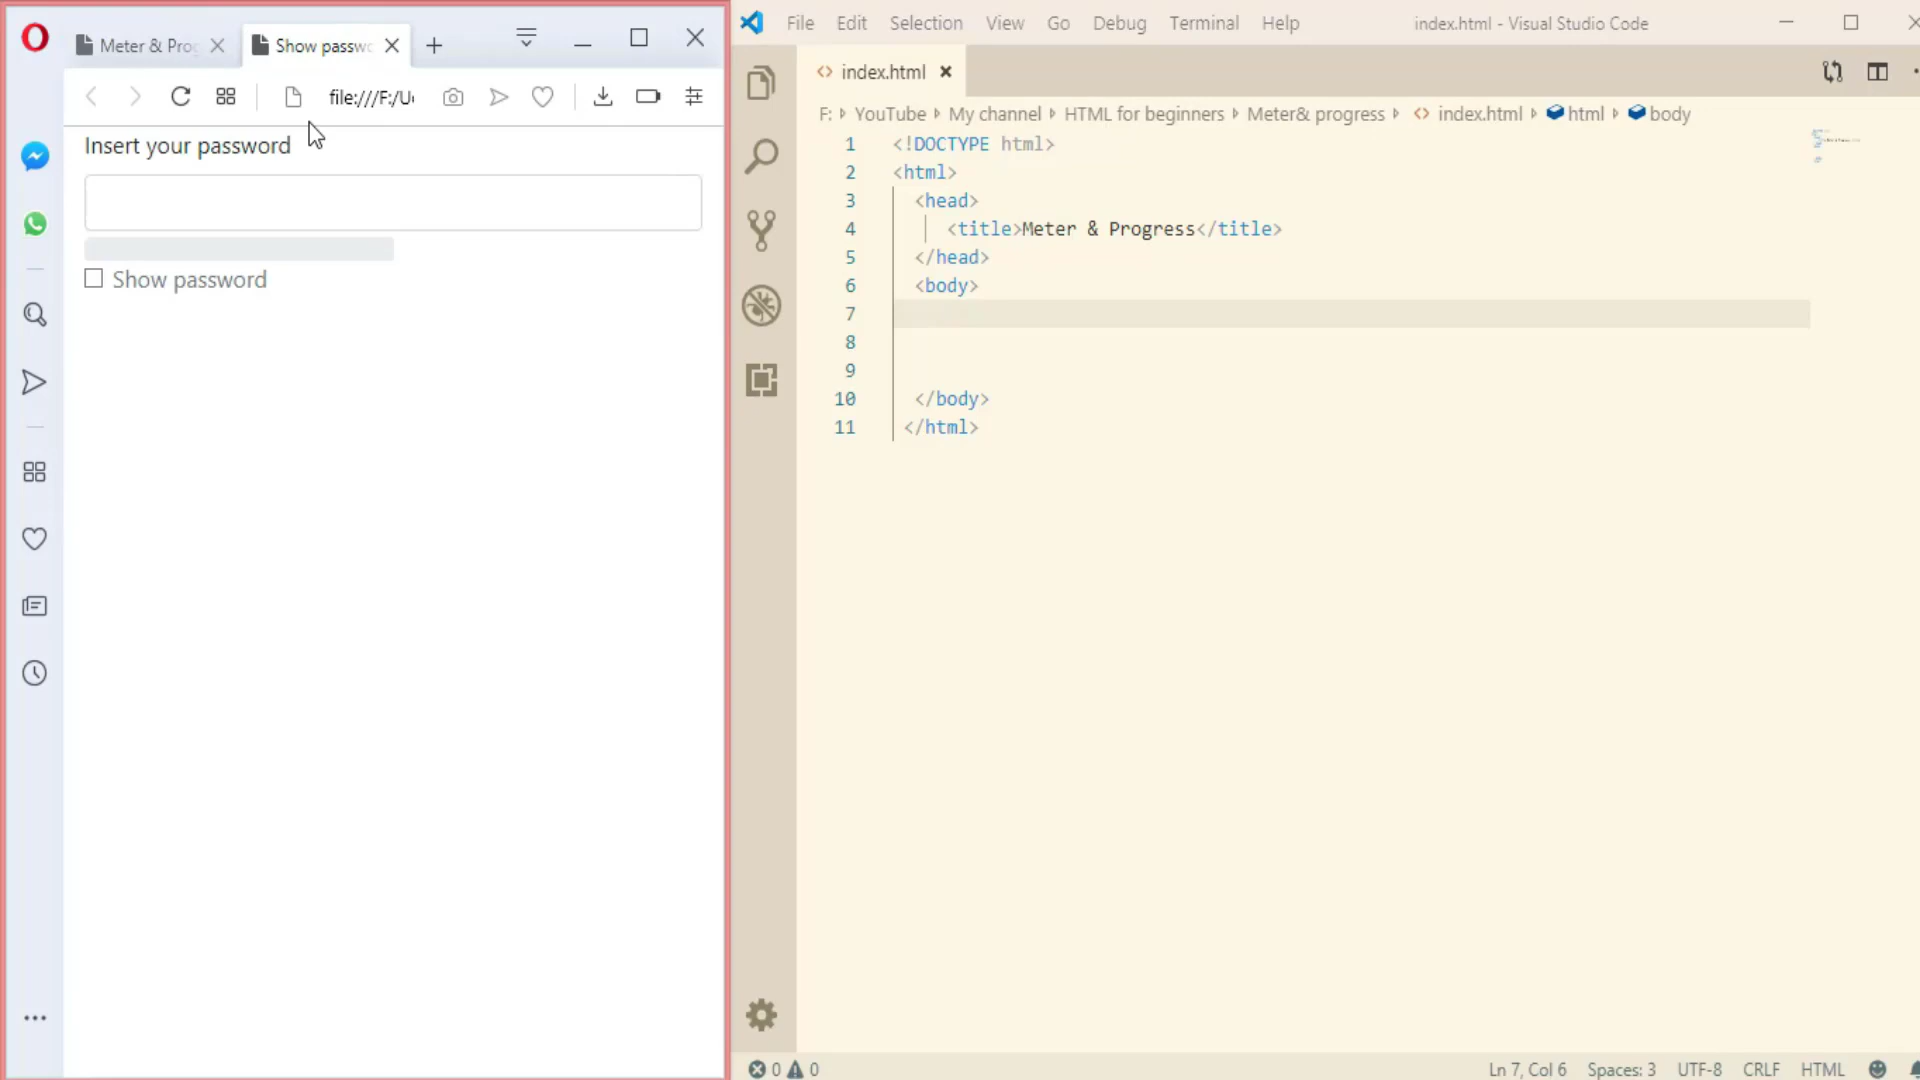 Meter & Prog
Show passwo
file:///F:/Ud
Insert your password
Show password
File Edit Selection View Go Debug Terminal Help
index.html - Visual Studio Code
index.html
F: YouTube My channel HTML for beginners Meter& progress index.html html body
1 <!DOCTYPE html>
2 <html>
3 <head>
4 <title>Meter & Progress</title>
5 </head>
6 <body>
7
8
9
10 </body>
11 </html>
0 0
Ln 7, Col 6 Spaces: 3 UTF-8 CRLF HTML